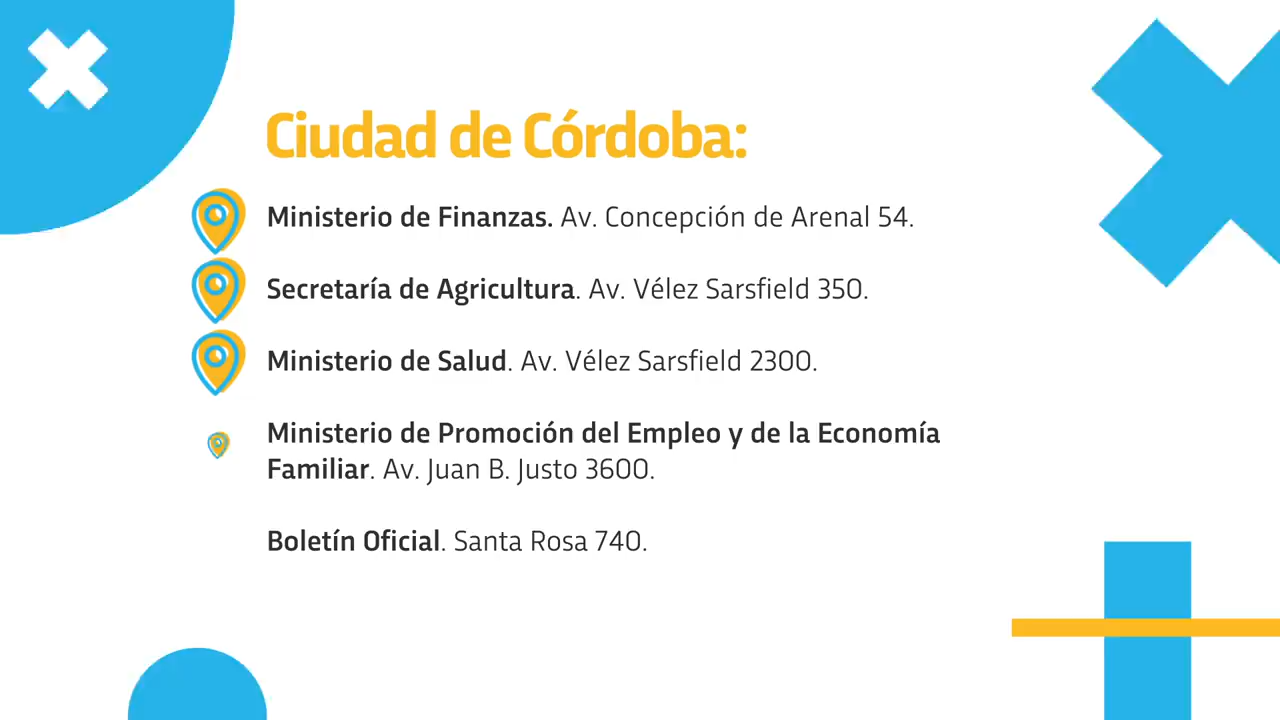 Ciudad de Córdoba:
Ministerio de Finanzas. Av. Concepción de Arenal 54.
Secretaría de Agricultura. Av. Vélez Sarsfield 350.
Ministerio de Salud. Av. Vélez Sarsfield 2300.
Ministerio de Promoción del Empleo y de la Economía
Familiar. Av. Juan B. Justo 3600.
Boletín Oficial. Santa Rosa 740.